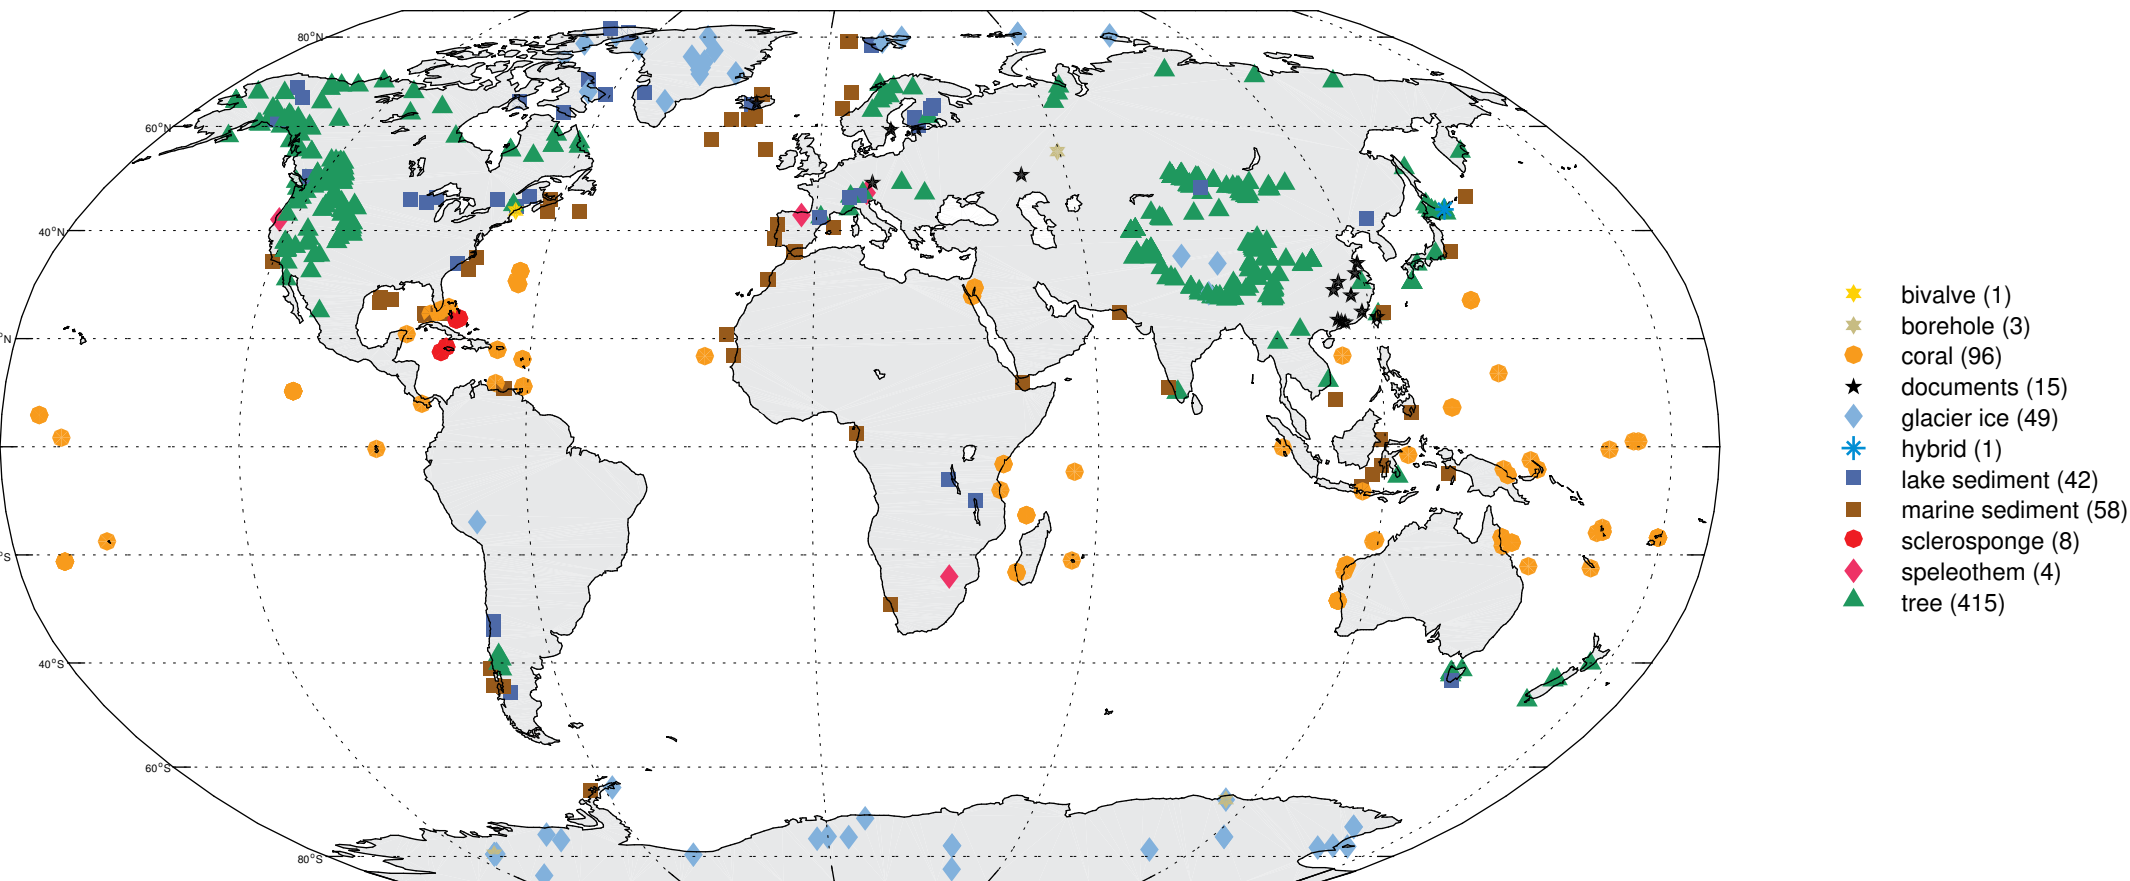 80°N
60°N
40°N
°N
°S
40°S
60°S
80°S
bivalve (1)
borehole (3)
coral (96)
documents (15)
glacier ice (49)
hybrid (1)
lake sediment (42)
marine sediment (58)
sclerosponge (8)
speleothem (4)
tree (415)